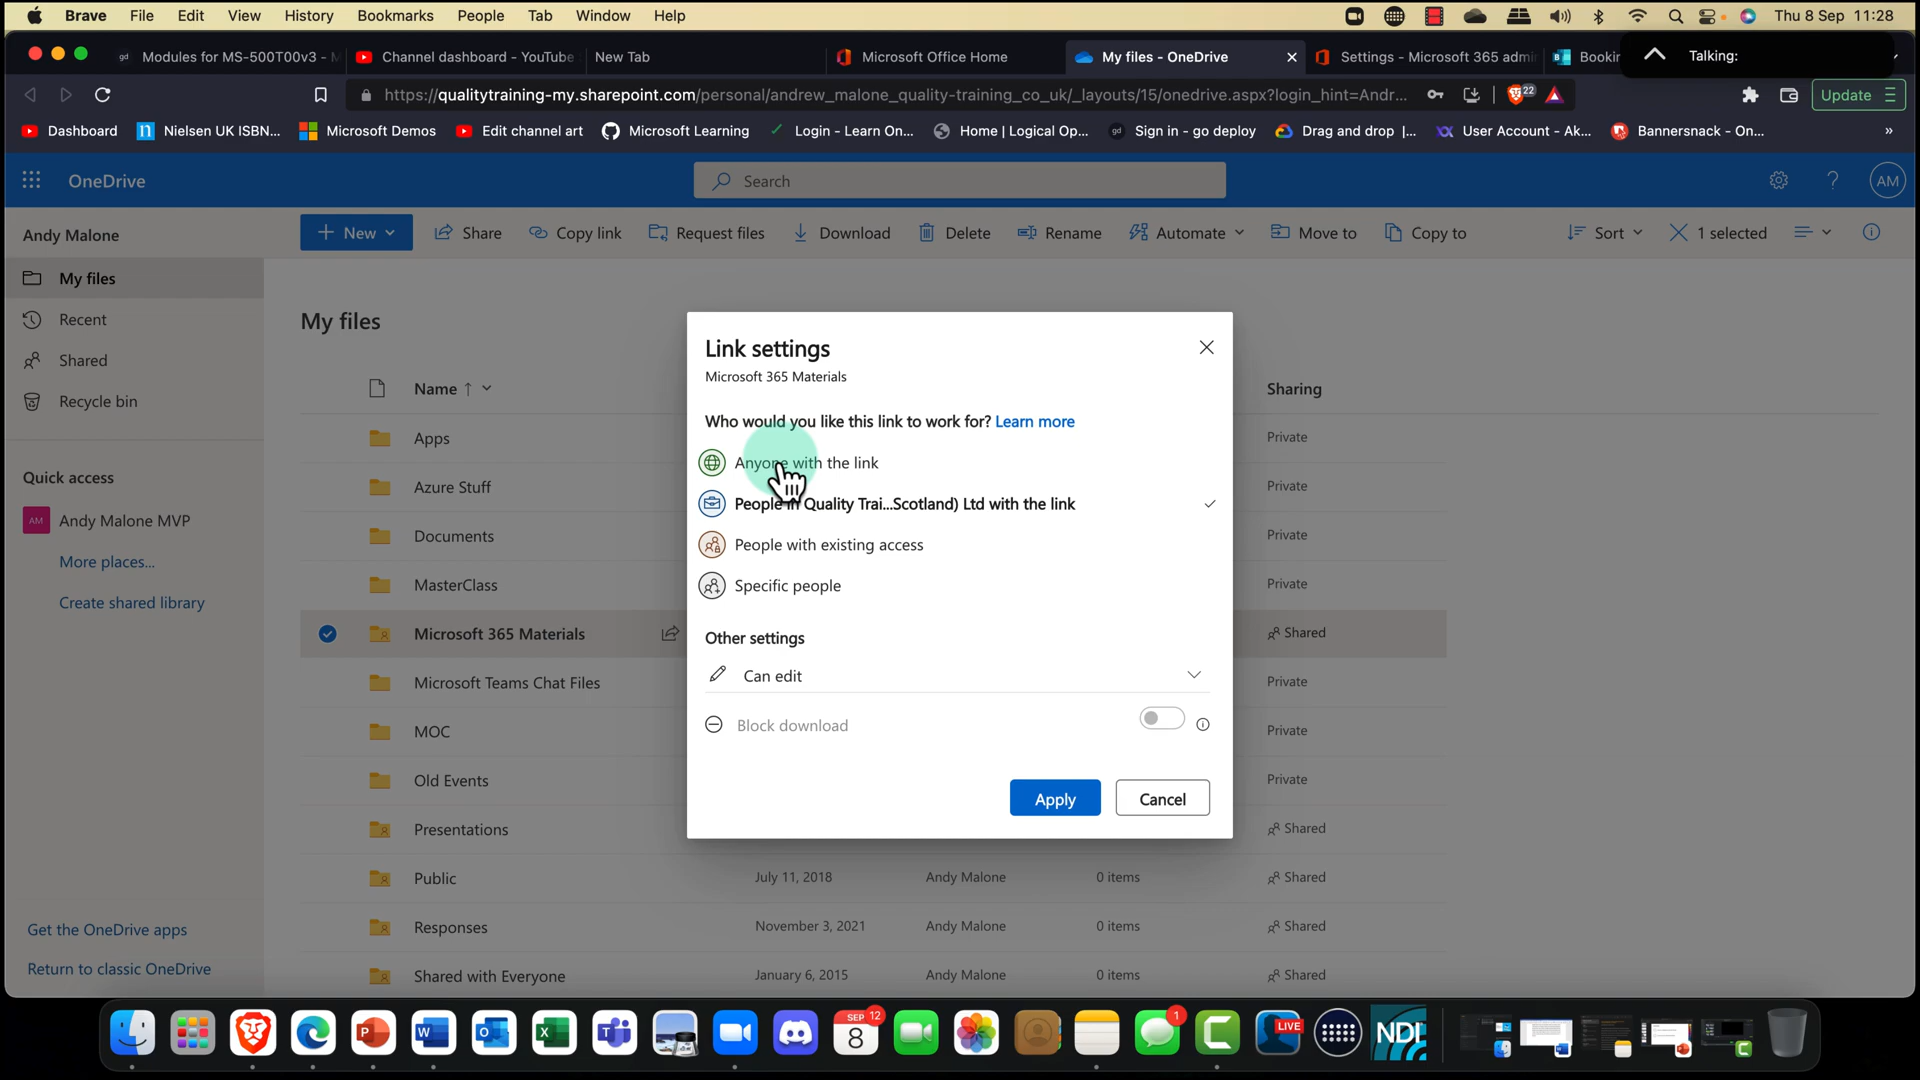 Brave File Edit View History Bookmarks People Tab Window Help Thu 8 Sep 11:28
Modules for MS-500T00v3 - M Channel dashboard - YouTube New Tab Microsoft Office Home My files - OneDrive Settings - Microsoft 365 admi Bookin Talking:
https://qualitytraining-my.sharepoint.com/personal/andrew_malone_quality-training_co_uk/_layouts/15/onedrive.aspx?login_hint=Andr... 22 Update
Dashboard Nielsen UK ISBN... Microsoft Demos Edit channel art Microsoft Learning Login - Learn On... Home | Logical Op... gd Sign in - go deploy Drag and drop |... User Account - Ak... Bannersnack - On... »
OneDrive Search AM
Andy Malone
New Share Copy link Request files Download Delete Rename Automate Move to Copy to Sort 1 selected
My files
Recent
Shared
Recycle bin
Quick access
AM Andy Malone MVP
More places...
Create shared library
Get the OneDrive apps
Return to classic OneDrive
My files
Name ↑ Sharing
Apps Private
Azure Stuff Private
Documents Private
MasterClass Private
Microsoft 365 Materials Shared
Microsoft Teams Chat Files Private
MOC Private
Old Events Private
Presentations Shared
Public July 11, 2018 Andy Malone 0 items Shared
Responses November 3, 2021 Andy Malone 0 items Shared
Shared with Everyone January 6, 2015 Andy Malone 0 items Shared
Link settings
Microsoft 365 Materials
Who would you like this link to work for? Learn more
Anyone with the link
People in Quality Trai...Scotland) Ltd with the link
People with existing access
Specific people
Other settings
Can edit
Block download
Apply Cancel
SEP 12
8
1
LIVE
NDI